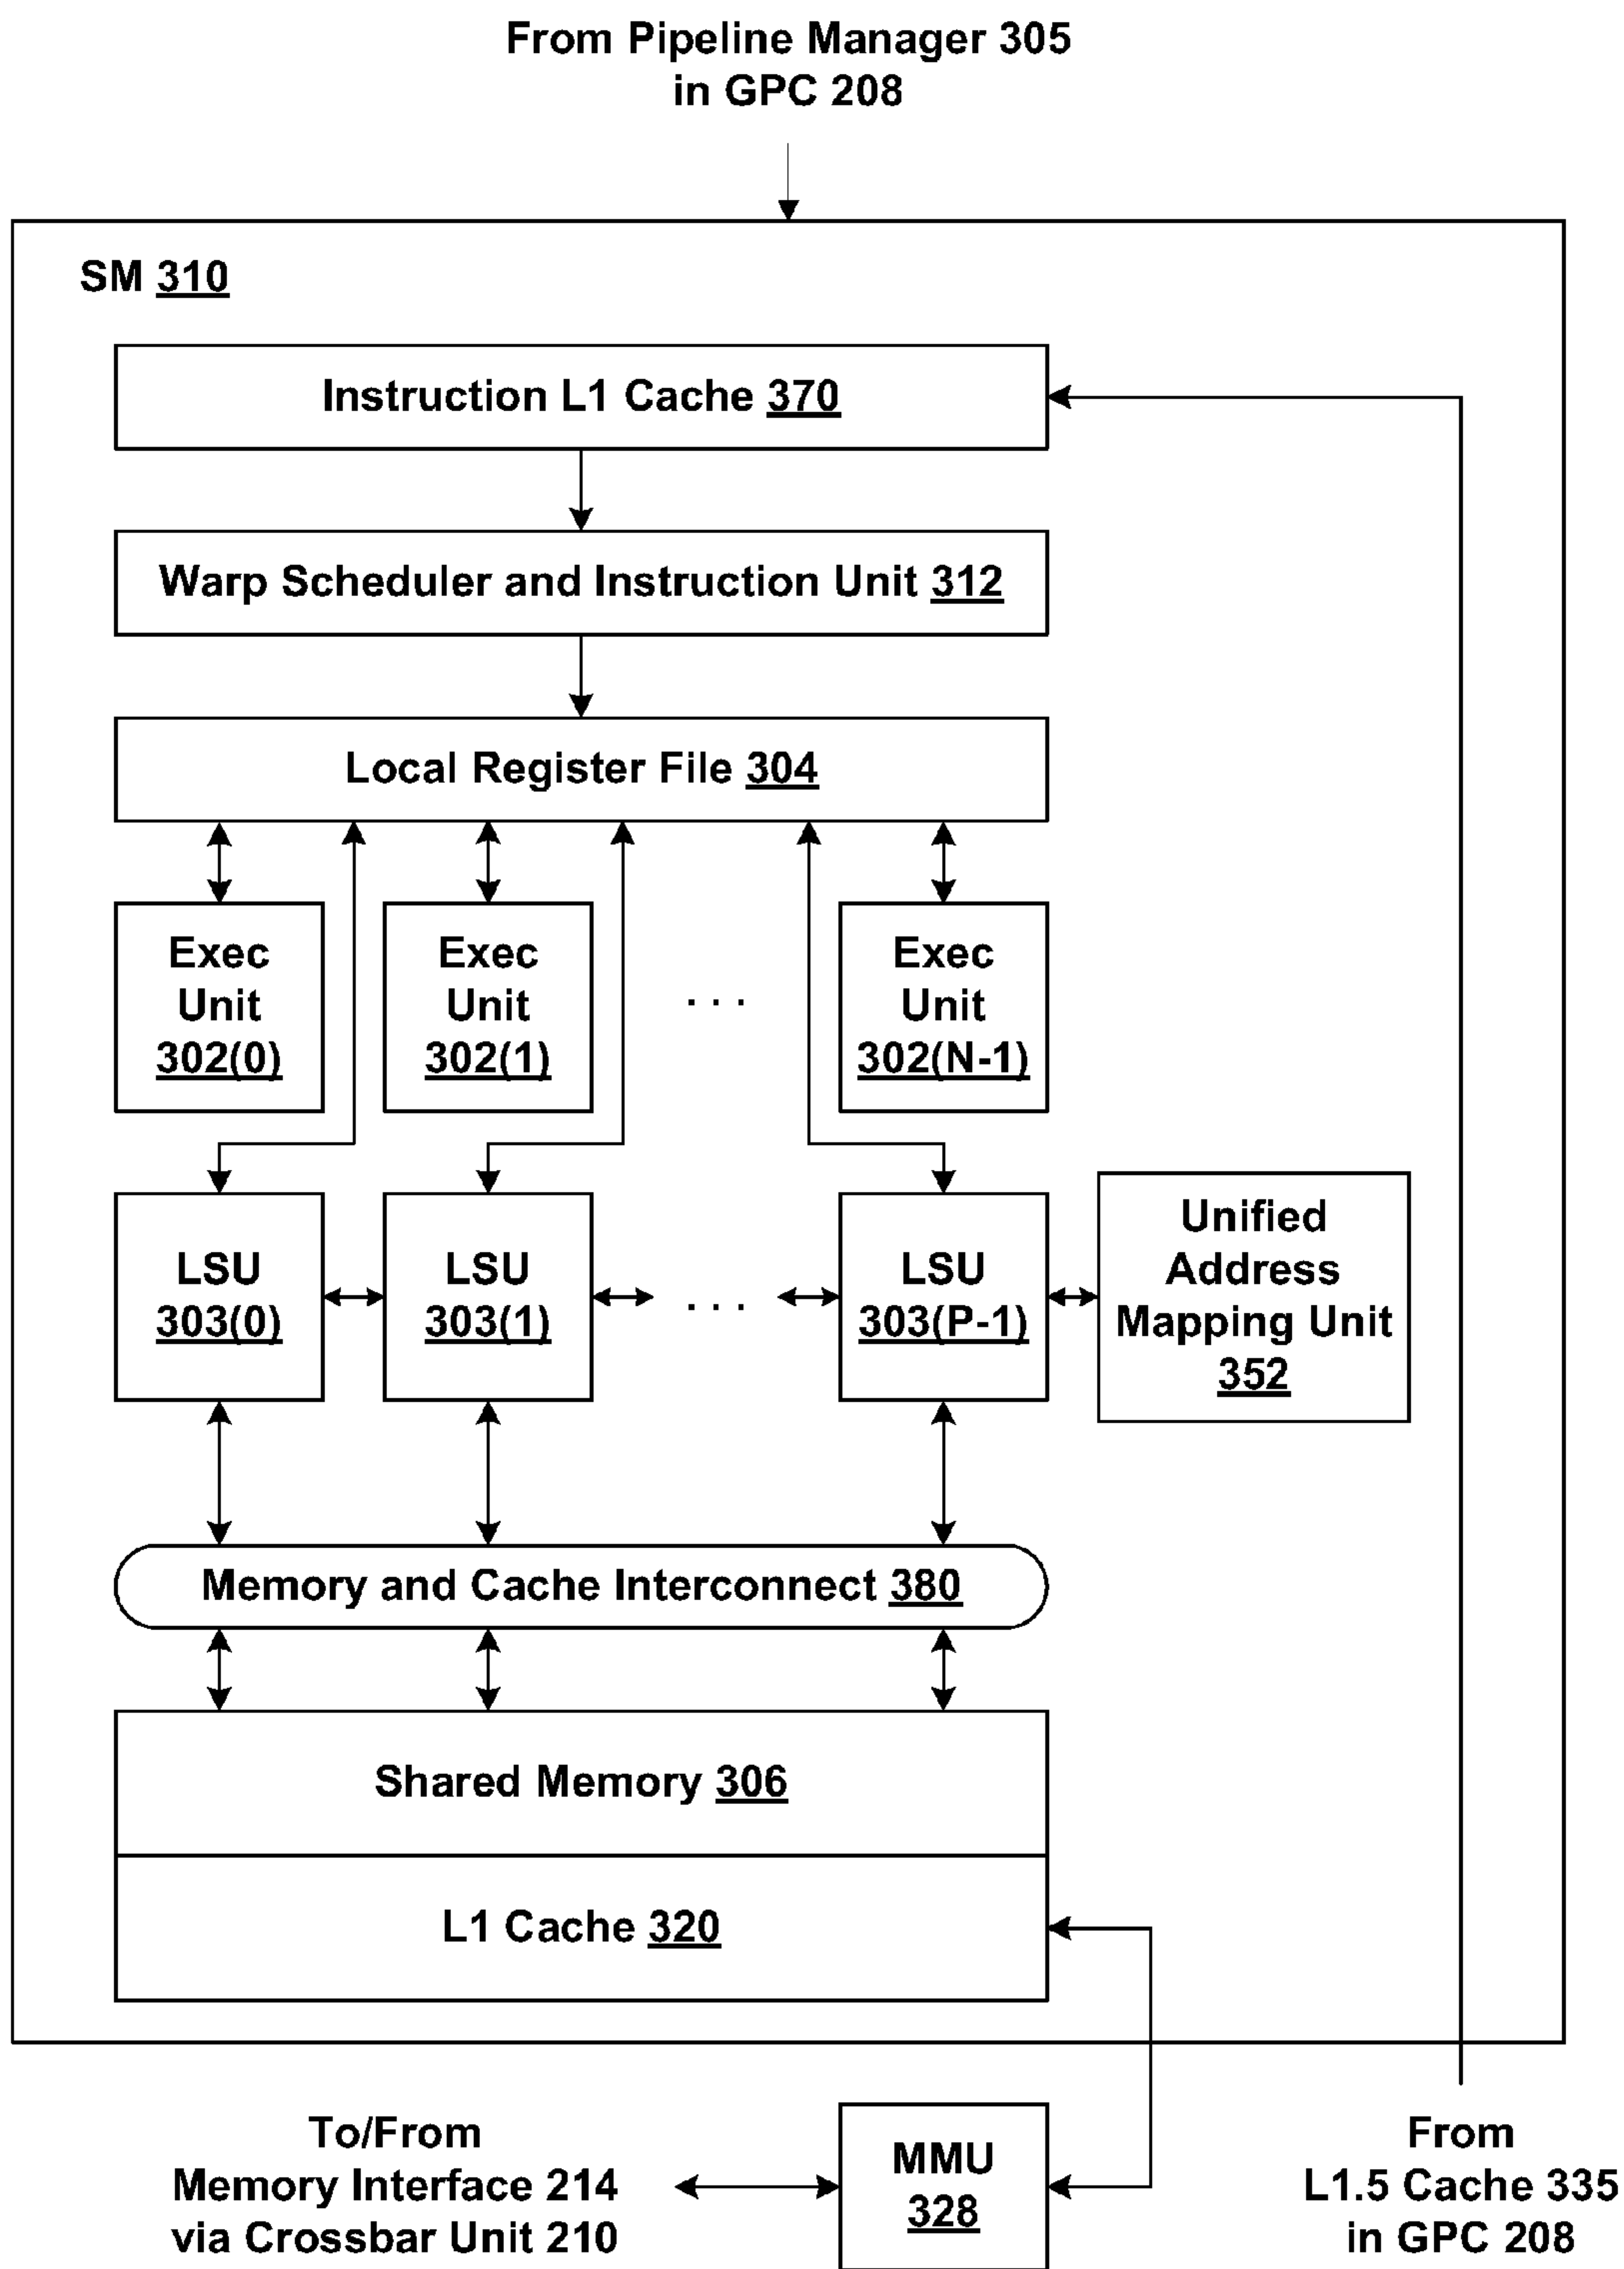 From Pipeline Manager 305
in GPC 208
SM 310
Instruction L1 Cache 370
Warp Scheduler and Instruction Unit 312
Local Register File 304
Exec
Unit
302(0)
Exec
Unit
302(1)
. . .
Exec
Unit
302(N-1)
LSU
303(0)
LSU
303(1)
. . .
LSU
303(P-1)
Unified
Address
Mapping Unit
352
Memory and Cache Interconnect 380
Shared Memory 306
L1 Cache 320
To/From
Memory Interface 214
via Crossbar Unit 210
MMU
328
From
L1.5 Cache 335
in GPC 208